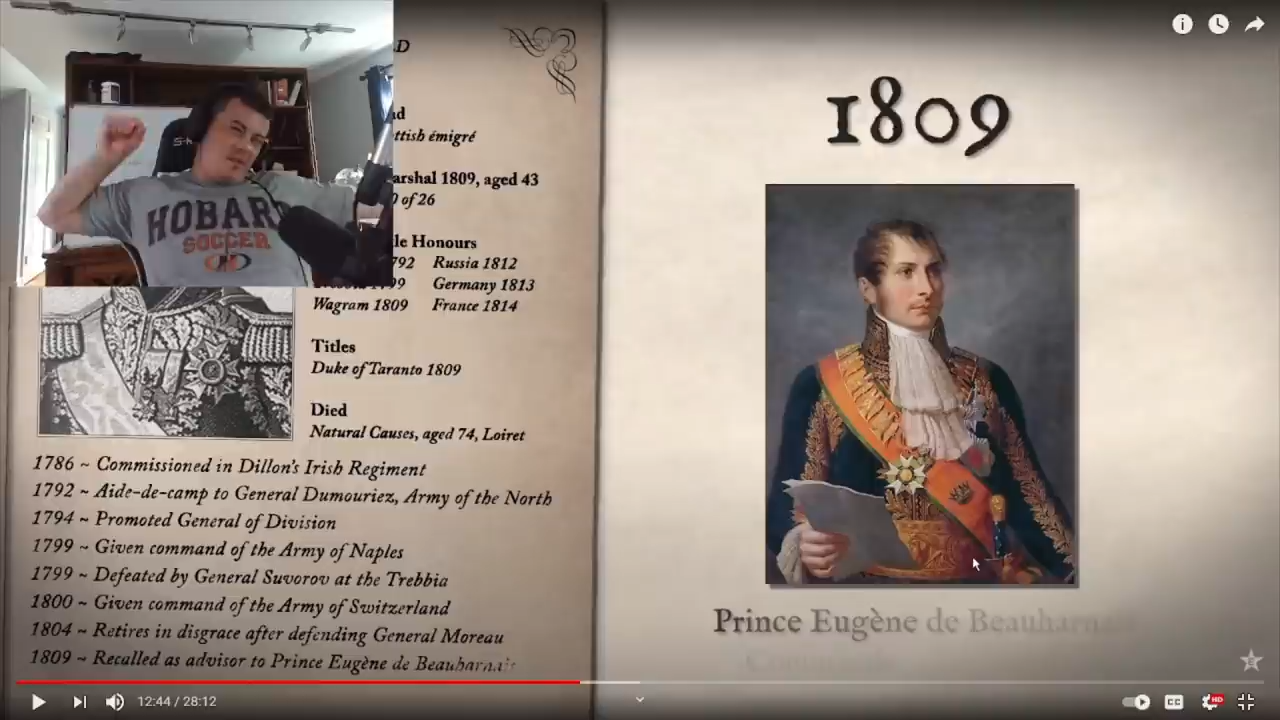 D
ttish émigré
arshal 1809, aged 43
of 26
le Honours
792 Russia 1812
Germany 1813
Wagram 1809 France 1814
Titles
Duke of Taranto 1809
Died
Natural Causes, aged 74, Loiret
1786 ~ Commissioned in Dillon's Irish Regiment
1792 ~ Aide-de-camp to General Dumouriez, Army of the North
1794 ~ Promoted General of Division
1799 ~ Given command of the Army of Naples
1799 ~ Defeated by General Suvorov at the Trebbia
1800 ~ Given command of the Army of Switzerland
1804 ~ Retires in disgrace after defending General Moreau
1809 ~ Recalled as advisor to Prince Eugène de Beauharnais
HOBAR
SOCCER
1809
Prince Eugène de Beauharnais
12:44 / 28:12
CC
HD